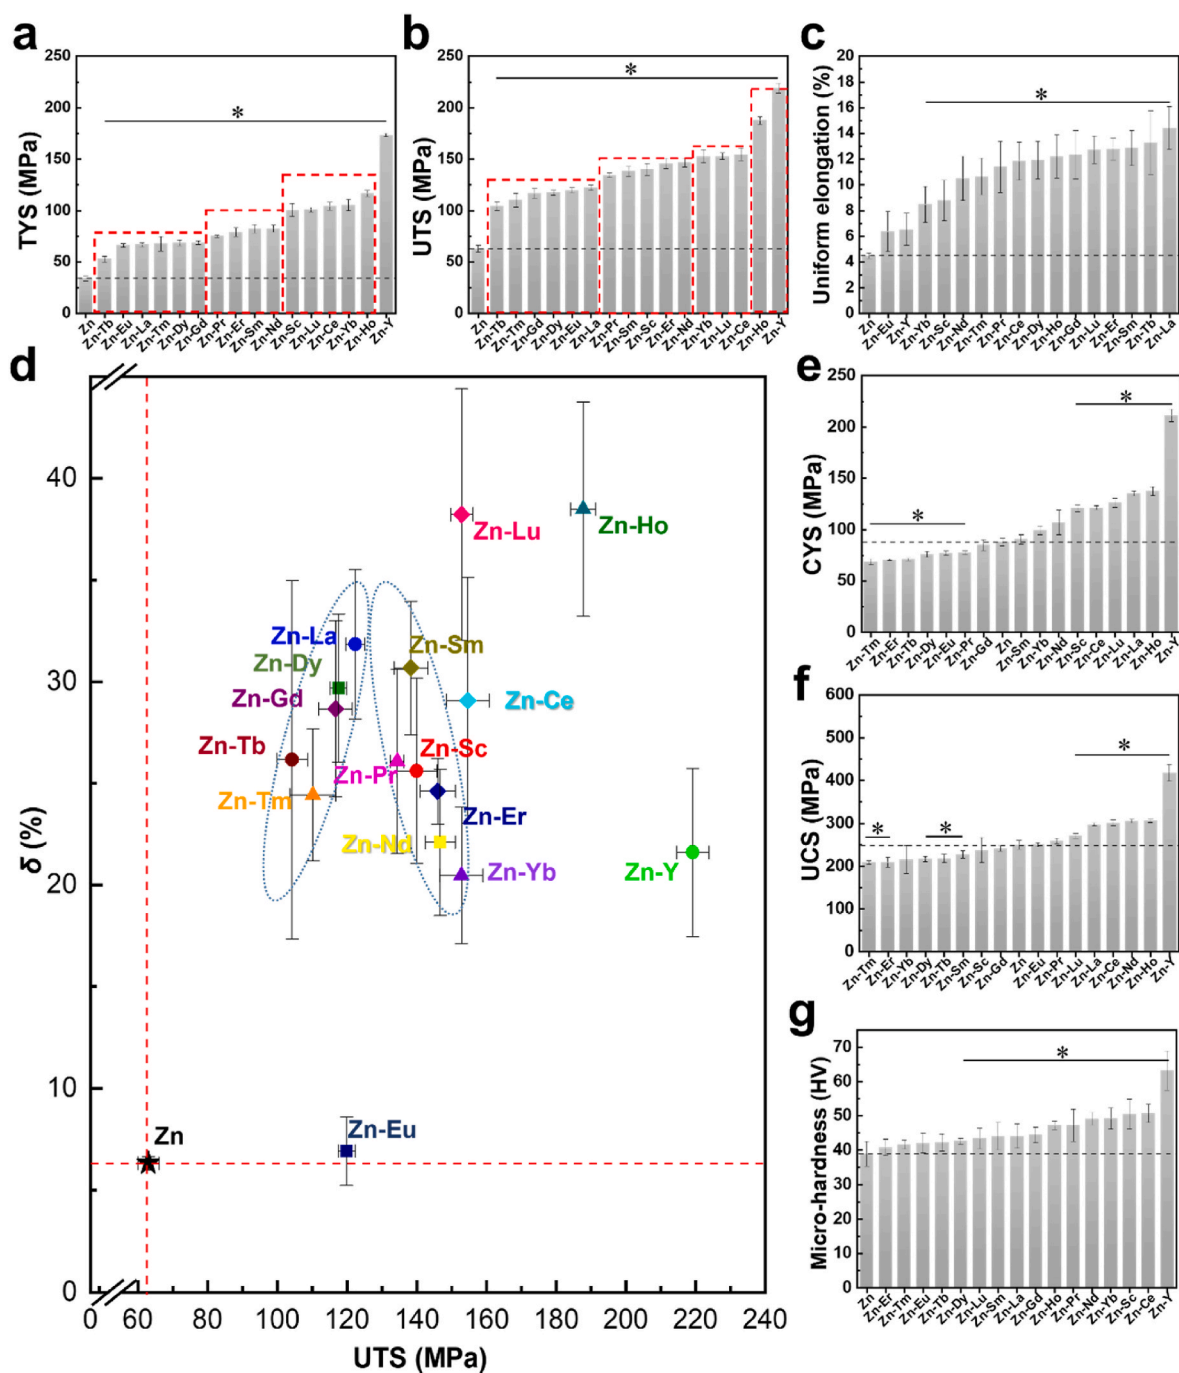 a
TYS (MPa)
250
200
150
100
50
0
*
Zn
Zn-Tb
Zn-Eu
Zn-La
Zn-Tm
Zn-Dy
Zn-Gd
Zn-Pr
Zn-Er
Zn-Sm
Zn-Nd
Zn-Sc
Zn-Lu
Zn-Ce
Zn-Yb
Zn-Ho
Zn-Y
b
UTS (MPa)
250
200
150
100
50
0
*
Zn
Zn-Tb
Zn-Tm
Zn-Gd
Zn-Dy
Zn-Eu
Zn-La
Zn-Pr
Zn-Sm
Zn-Sc
Zn-Er
Zn-Nd
Zn-Yb
Zn-Lu
Zn-Ce
Zn-Ho
Zn-Y
c
Uniform elongation (%)
20
18
16
14
12
10
8
6
4
2
0
*
Zn
Zn-Eu
Zn-Y
Zn-Yb
Zn-Sc
Zn-Nd
Zn-Tm
Zn-Pr
Zn-Ce
Zn-Dy
Zn-Ho
Zn-Gd
Zn-Lu
Zn-Er
Zn-Sm
Zn-Tb
Zn-La
d
δ (%)
40
30
20
10
0
Zn-Lu
Zn-Ho
Zn-La
Zn-Sm
Zn-Dy
Zn-Gd
Zn-Ce
Zn-Tb
Zn-Sc
Zn-Pr
Zn-Tm
Zn-Er
Zn-Nd
Zn-Yb
Zn-Y
Zn
Zn-Eu
0 60 80 100 120 140 160 180 200 220 240
UTS (MPa)
e
CYS (MPa)
250
200
150
100
50
0
*
*
Zn-Tm
Zn-Er
Zn-Tb
Zn-Dy
Zn-Eu
Zn-Pr
Zn-Gd
Zn
Zn-Sm
Zn-Yb
Zn-Nd
Zn-Sc
Zn-Ce
Zn-Lu
Zn-La
Zn-Ho
Zn-Y
f
UCS (MPa)
600
500
400
300
200
100
0
*
*
*
Zn-Tm
Zn-Er
Zn-Yb
Zn-Dy
Zn-Tb
Zn-Sm
Zn-Sc
Zn-Gd
Zn
Zn-Eu
Zn-Pr
Zn-Lu
Zn-La
Zn-Ce
Zn-Nd
Zn-Ho
Zn-Y
g
Micro-hardness (HV)
70
60
50
40
30
20
10
0
*
Zn
Zn-Er
Zn-Tm
Zn-Eu
Zn-Tb
Zn-Dy
Zn-Lu
Zn-Sm
Zn-La
Zn-Gd
Zn-Ho
Zn-Pr
Zn-Nd
Zn-Yb
Zn-Sc
Zn-Ce
Zn-Y